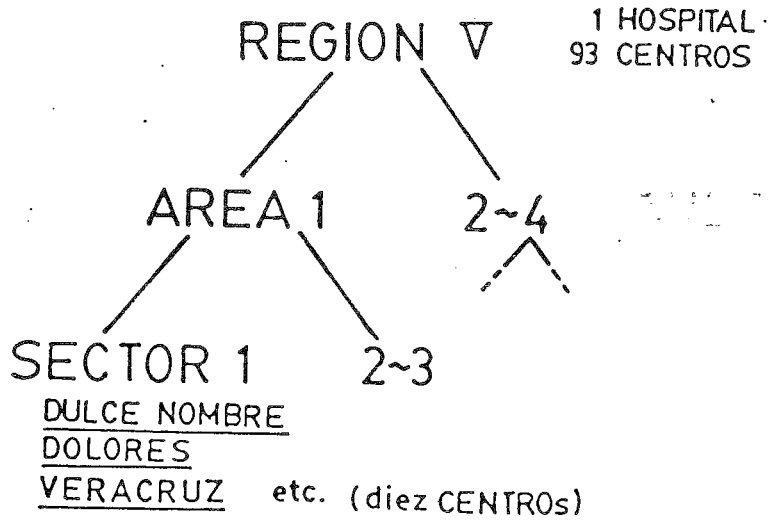 REGION V
1 HOSPITAL
93 CENTROS
AREA 1
2~4
SECTOR 1
2~3
DULCE NOMBRE
DOLORES
VERACRUZ etc. (diez CENTROs)